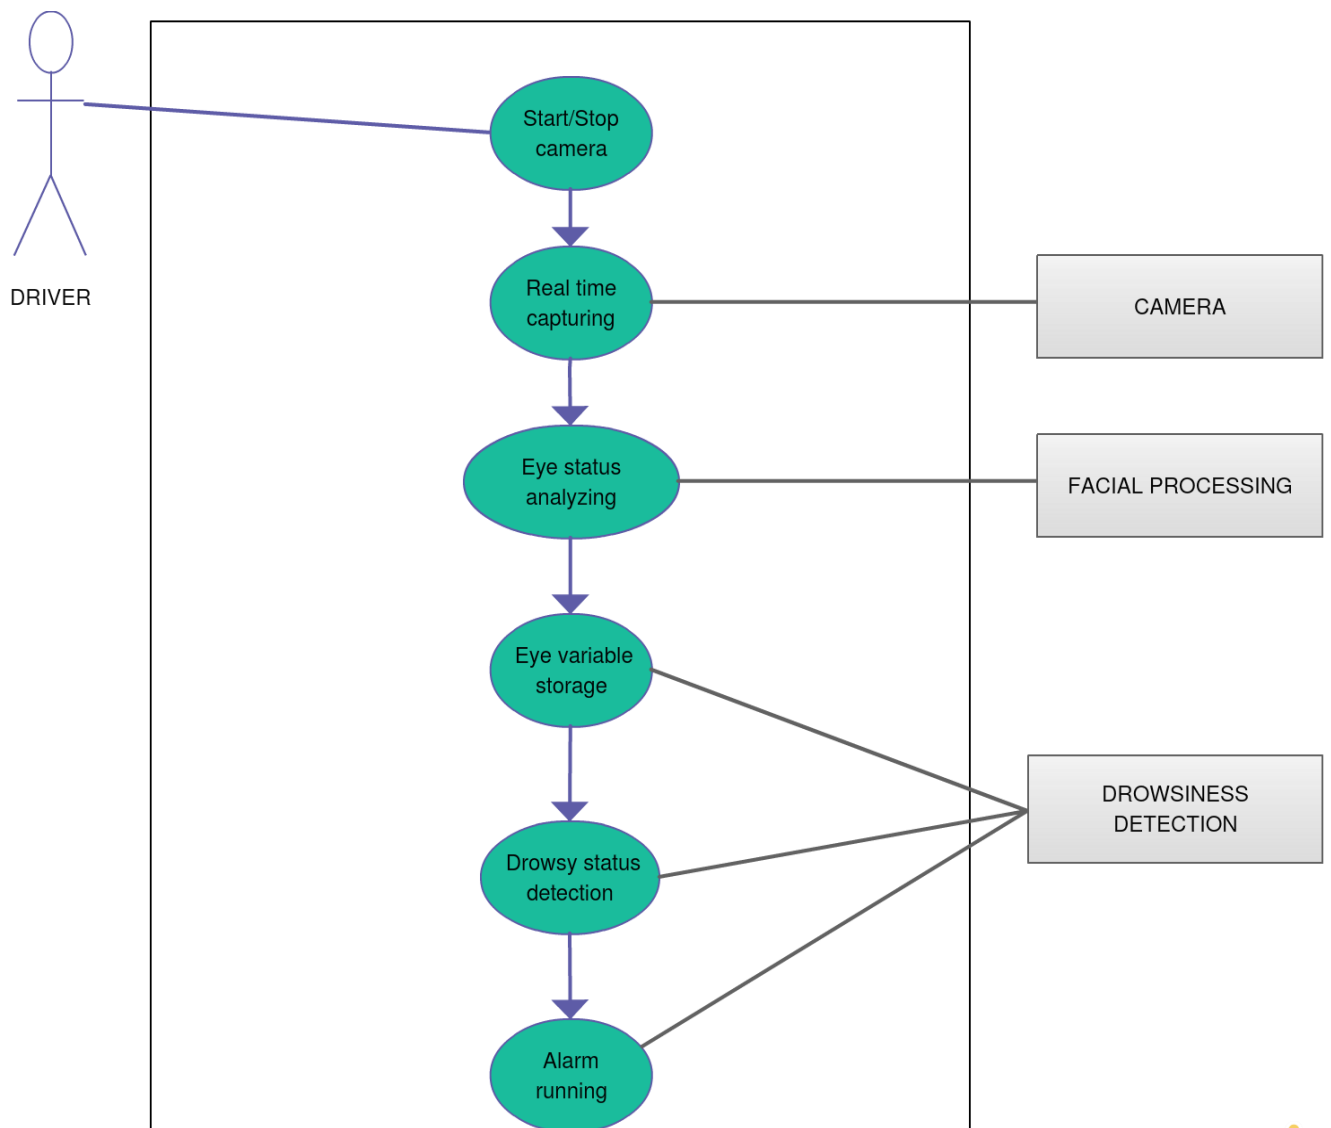 Start/Stop
camera
DRIVER
Real time
capturing
CAMERA
Eye status
analyzing
FACIAL PROCESSING
Eye variable
storage
DROWSINESS
DETECTION
Drowsy status
detection
Alarm
running